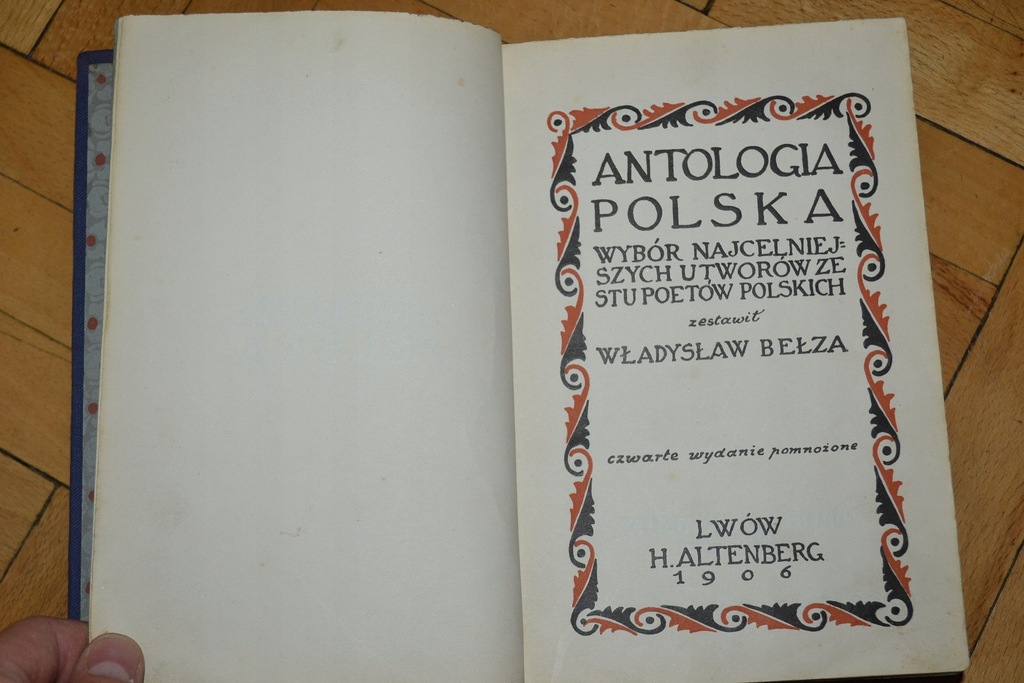 ANTOLOGIA
POLSKA
WYBÓR NAJCELNIEJ=
SZYCH UTWORÓW ZE
STU POETÓW POLSKICH
zestawił
WŁADYSŁAW BEŁZA
czwarte wydanie pomnożone
LWÓW
H. ALTENBERG
1906